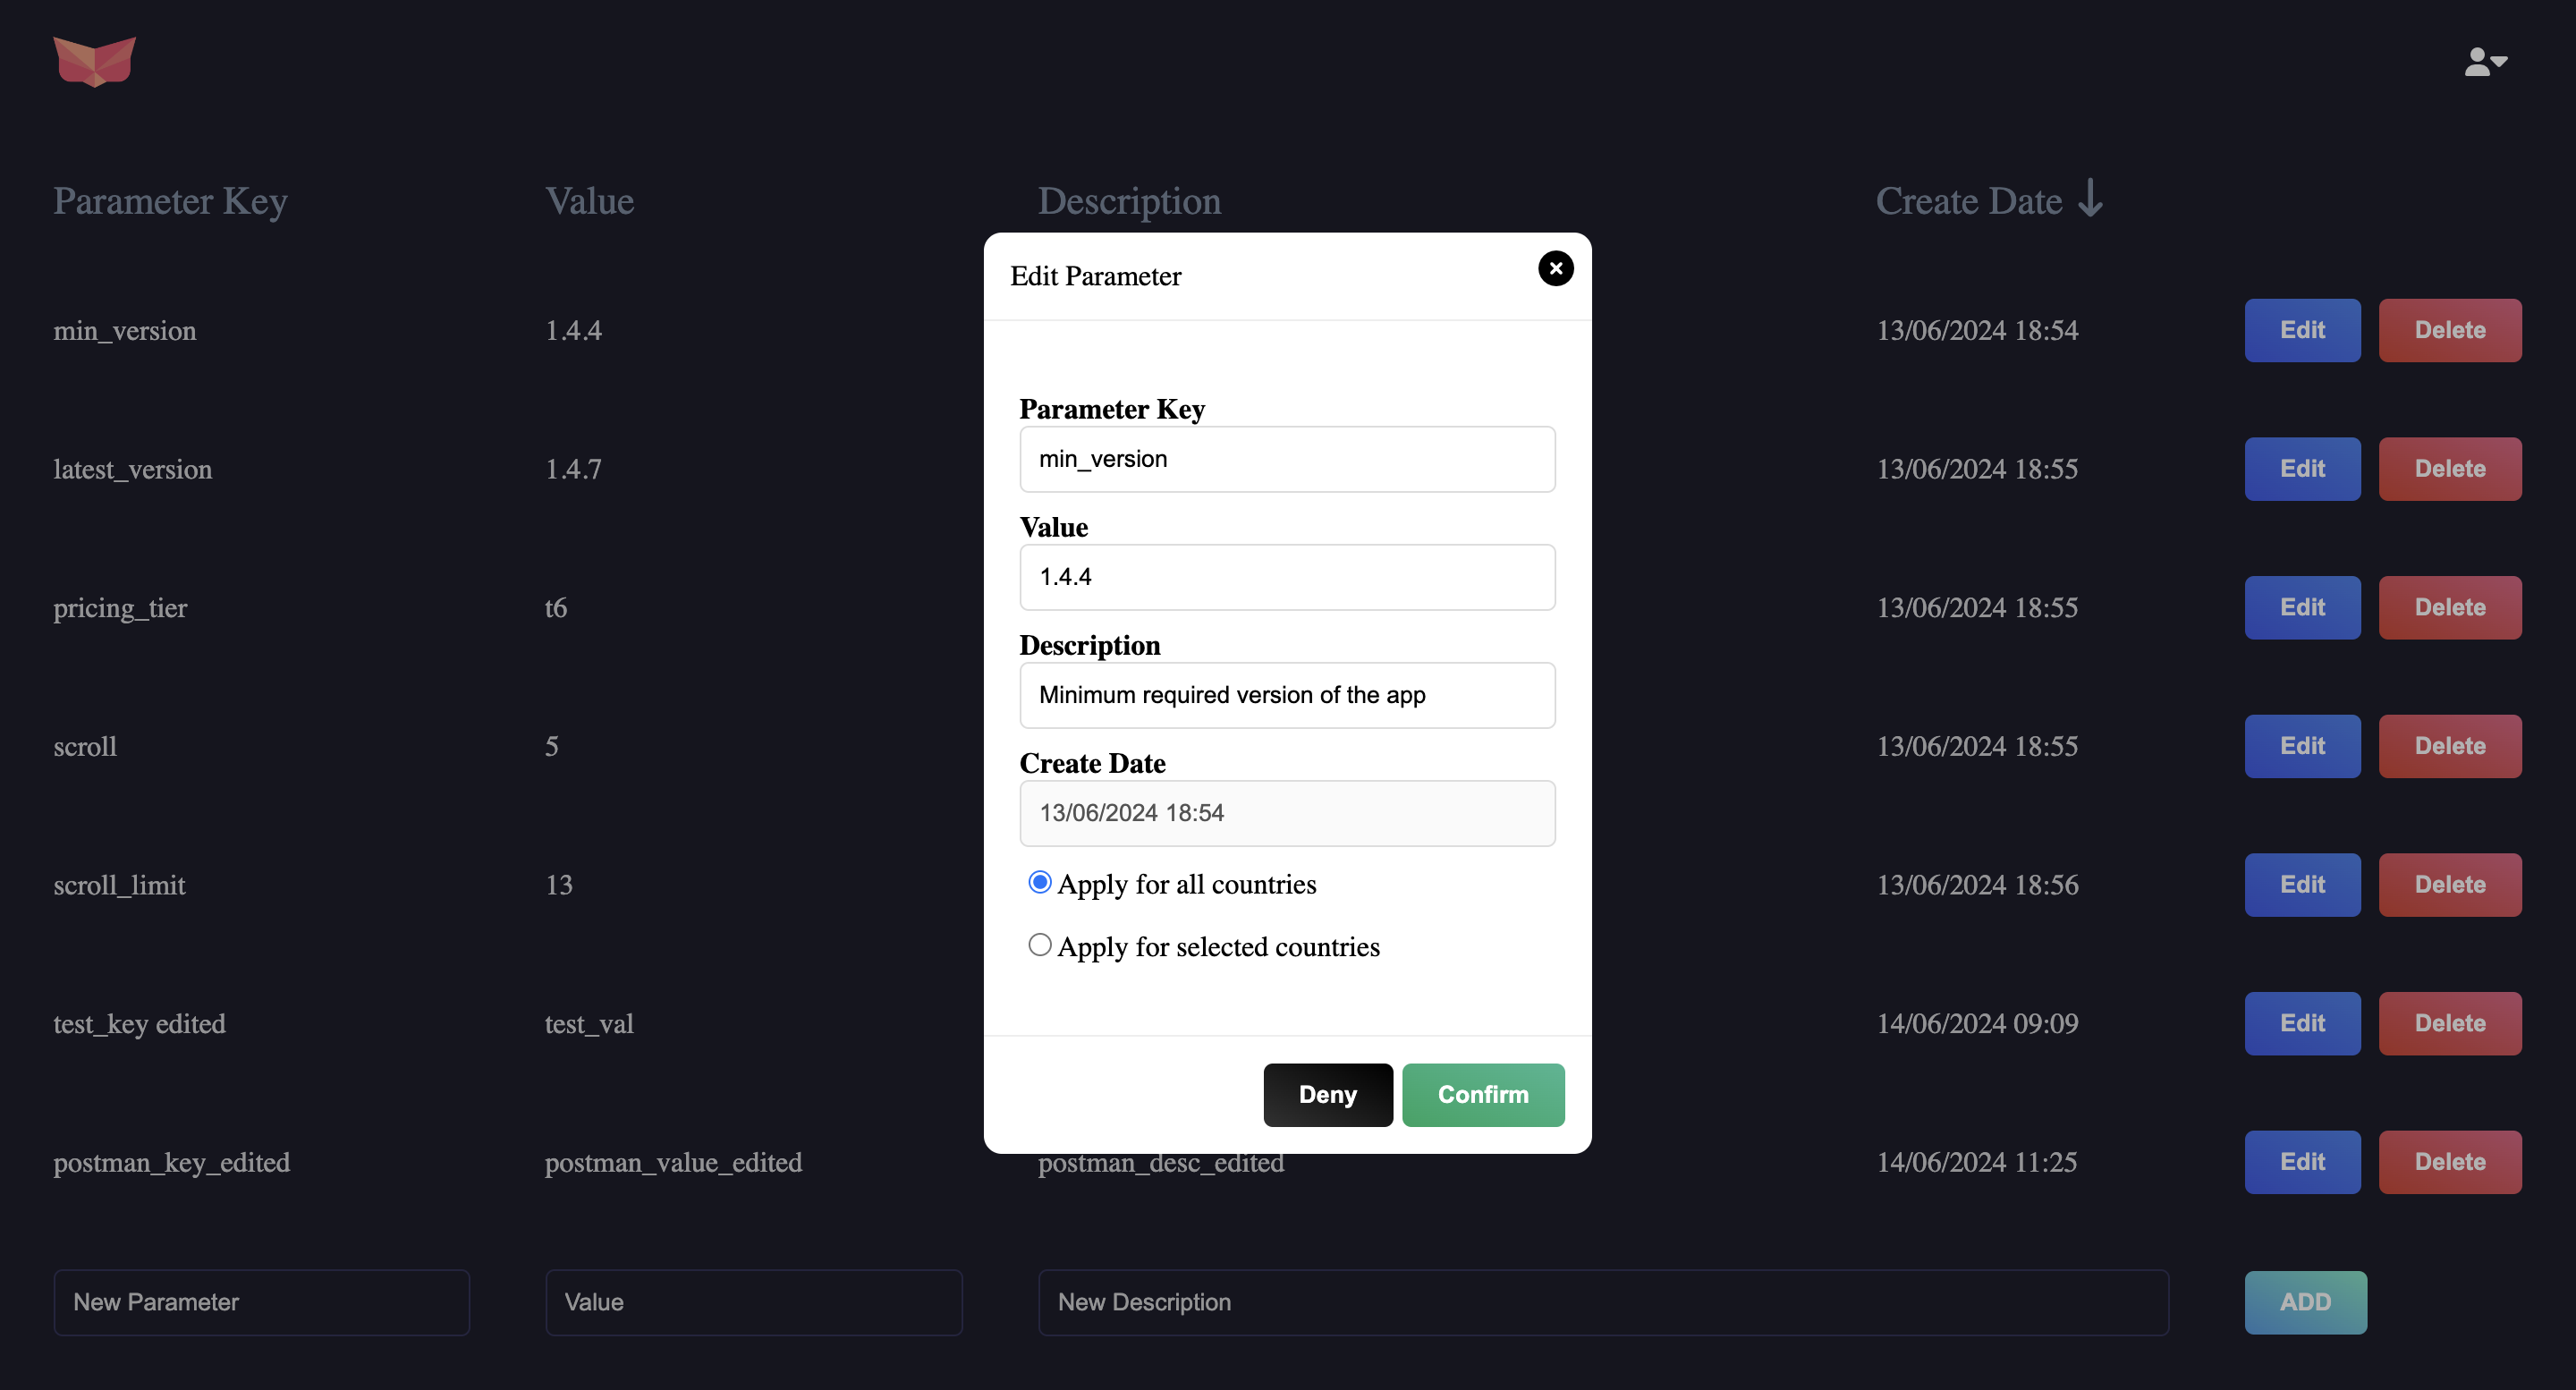 Parameter Key Value Description Create Date
Edit Parameter
min_version 1.4.4 13/06/2024 18:54 Edit Delete
latest_version 1.4.7 13/06/2024 18:55 Edit Delete
pricing_tier t6 13/06/2024 18:55 Edit Delete
scroll 5 13/06/2024 18:55 Edit Delete
scroll_limit 13 13/06/2024 18:56 Edit Delete
test_key edited test_val 14/06/2024 09:09 Edit Delete
postman_key_edited postman_value_edited postman_desc_edited 14/06/2024 11:25 Edit Delete
New Parameter Value New Description ADD
Parameter Key
min_version
Value
1.4.4
Description
Minimum required version of the app
Create Date
13/06/2024 18:54
Apply for all countries
Apply for selected countries
Deny Confirm